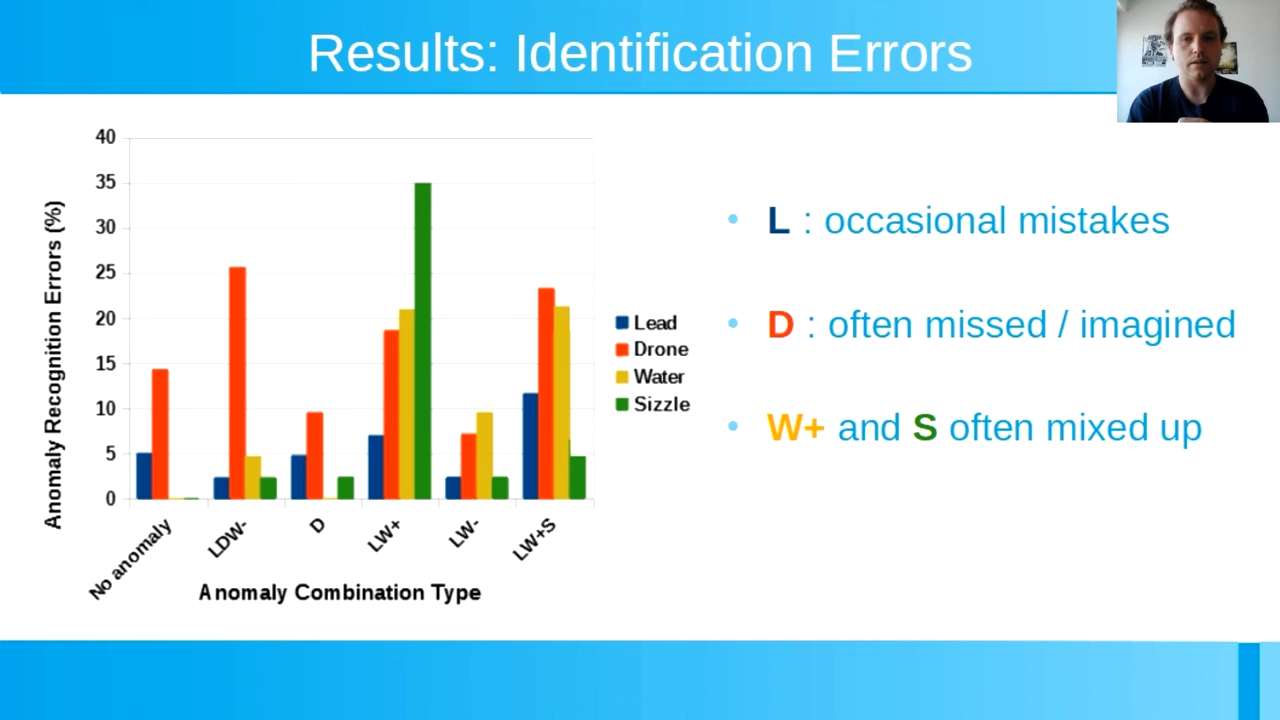 Results: Identification Errors
Anomaly Recognition Errors (%)
40
35
30
25
20
15
10
5
0
No anomaly
LDW-
D
LW+
LW-
LW+S
Anomaly Combination Type
Lead
Drone
Water
Sizzle
• L : occasional mistakes
• D : often missed / imagined
• W+ and S often mixed up